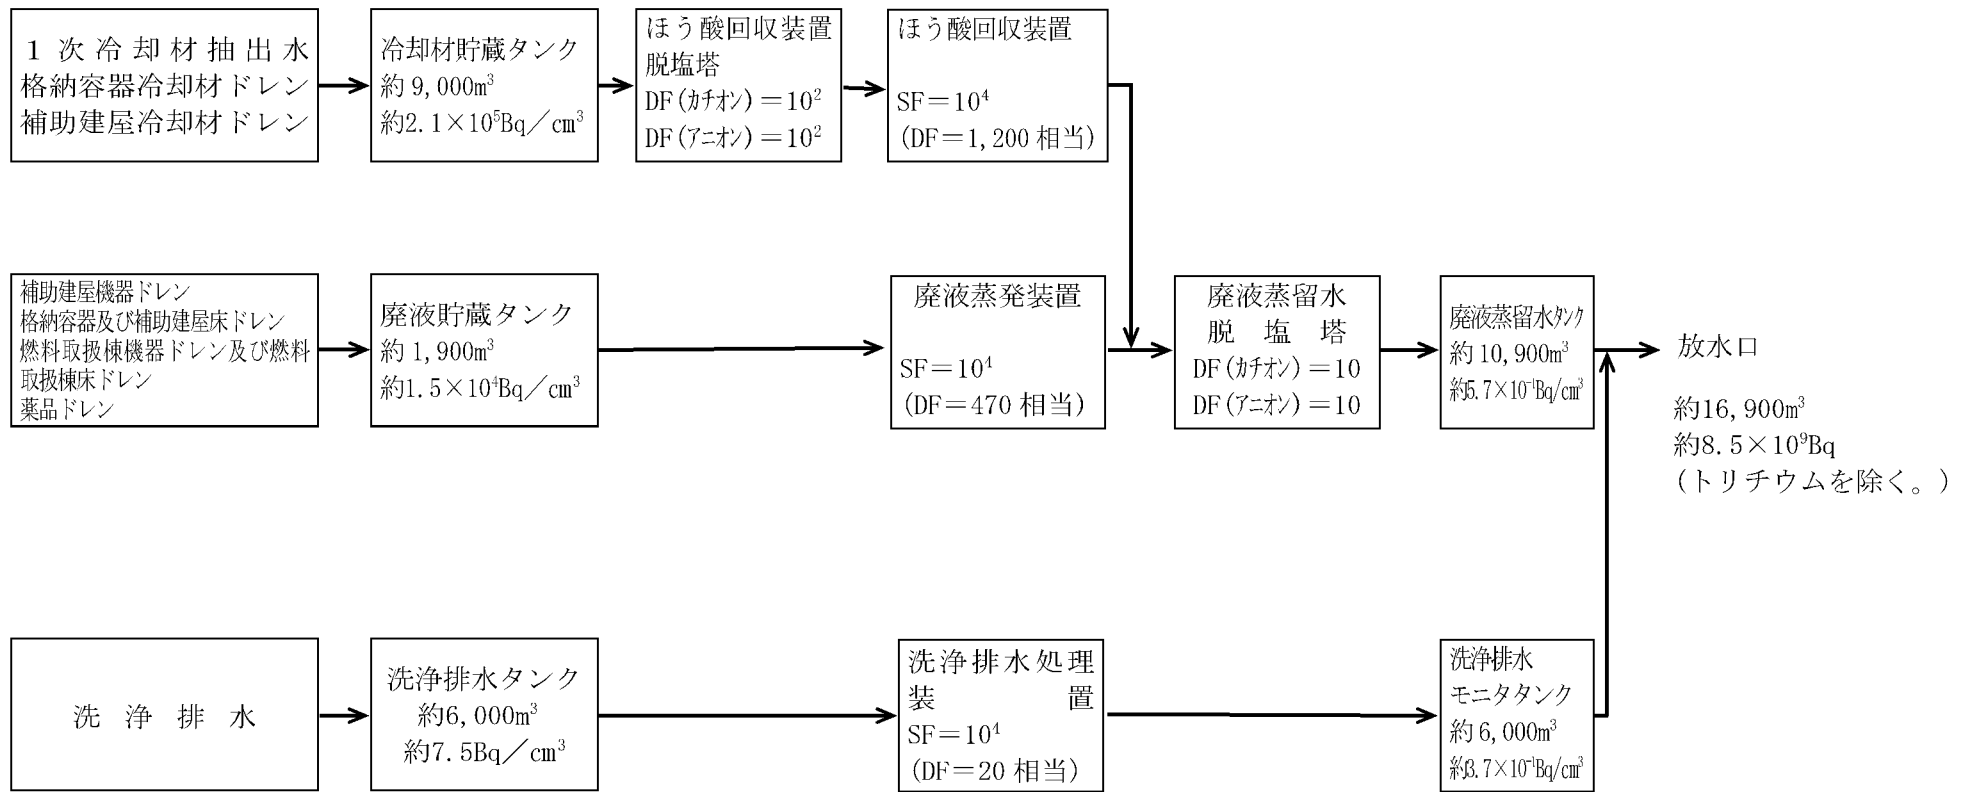 1次冷却材抽出水
格納容器冷却材ドレン
補助建屋冷却材ドレン
冷却材貯蔵タンク
約9,000m³
約2.1×10⁵Bq／cm³
ほう酸回収装置
脱塩塔
DF(カチオン)＝10²
DF(アニオン)＝10²
ほう酸回収装置
SF＝10⁴
(DF＝1,200相当)
補助建屋機器ドレン
格納容器及び補助建屋床ドレン
燃料取扱棟機器ドレン及び燃料
取扱棟床ドレン
薬品ドレン
廃液貯蔵タンク
約1,900m³
約1.5×10⁴Bq／cm³
廃液蒸発装置
SF＝10⁴
(DF＝470相当)
廃液蒸留水
脱塩塔
DF(カチオン)＝10
DF(アニオン)＝10
廃液蒸留水タンク
約10,900m³
約5.7×10⁻¹Bq/cm³
放水口
約16,900m³
約8.5×10⁹Bq
(トリチウムを除く。)
洗浄排水
洗浄排水タンク
約6,000m³
約7.5Bq／cm³
洗浄排水処理
装置
SF＝10⁴
(DF＝20相当)
洗浄排水
モニタタンク
約6,000m³
約3.7×10⁻¹Bq/cm³